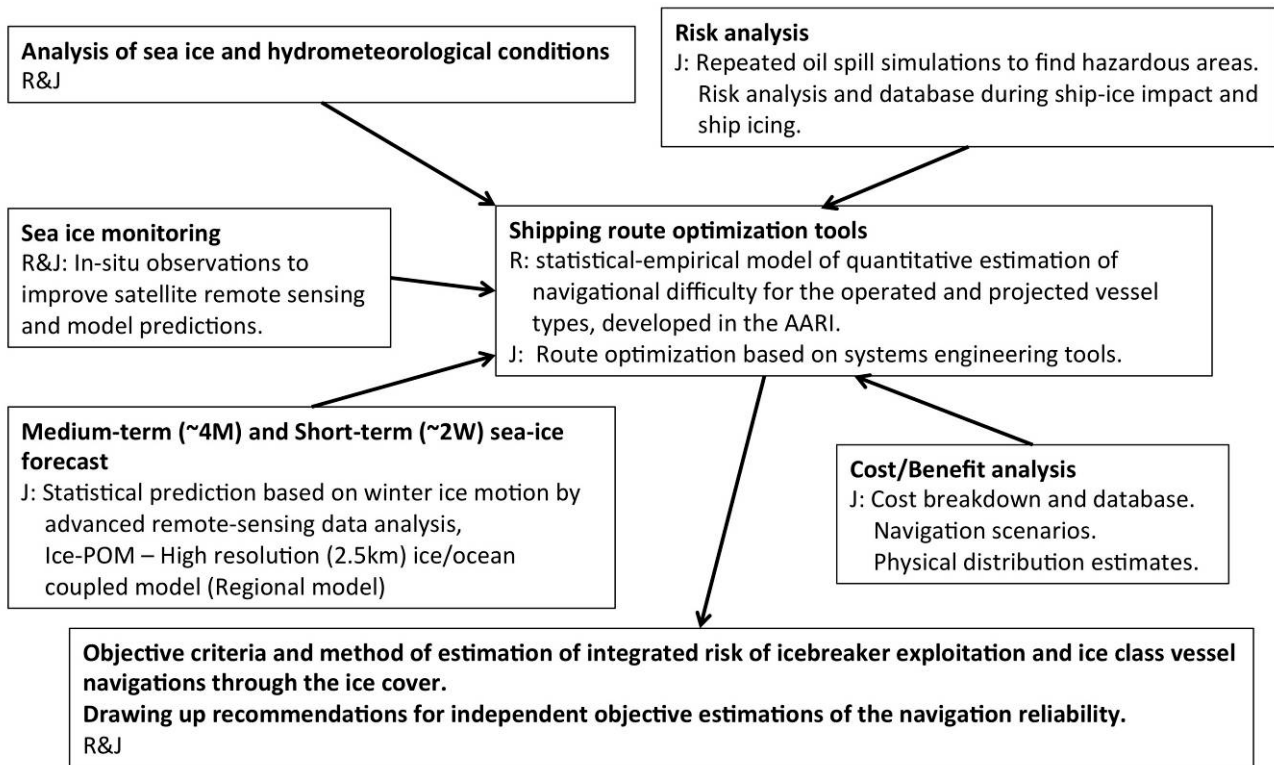 Analysis of sea ice and hydrometeorological conditions
R&J
Risk analysis
J: Repeated oil spill simulations to find hazardous areas.
Risk analysis and database during ship-ice impact and
ship icing.
Sea ice monitoring
R&J: In-situ observations to
improve satellite remote sensing
and model predictions.
Shipping route optimization tools
R: statistical-empirical model of quantitative estimation of
navigational difficulty for the operated and projected vessel
types, developed in the AARI.
J: Route optimization based on systems engineering tools.
Medium-term (~4M) and Short-term (~2W) sea-ice
forecast
J: Statistical prediction based on winter ice motion by
advanced remote-sensing data analysis,
Ice-POM – High resolution (2.5km) ice/ocean
coupled model (Regional model)
Cost/Benefit analysis
J: Cost breakdown and database.
Navigation scenarios.
Physical distribution estimates.
Objective criteria and method of estimation of integrated risk of icebreaker exploitation and ice class vessel
navigations through the ice cover.
Drawing up recommendations for independent objective estimations of the navigation reliability.
R&J